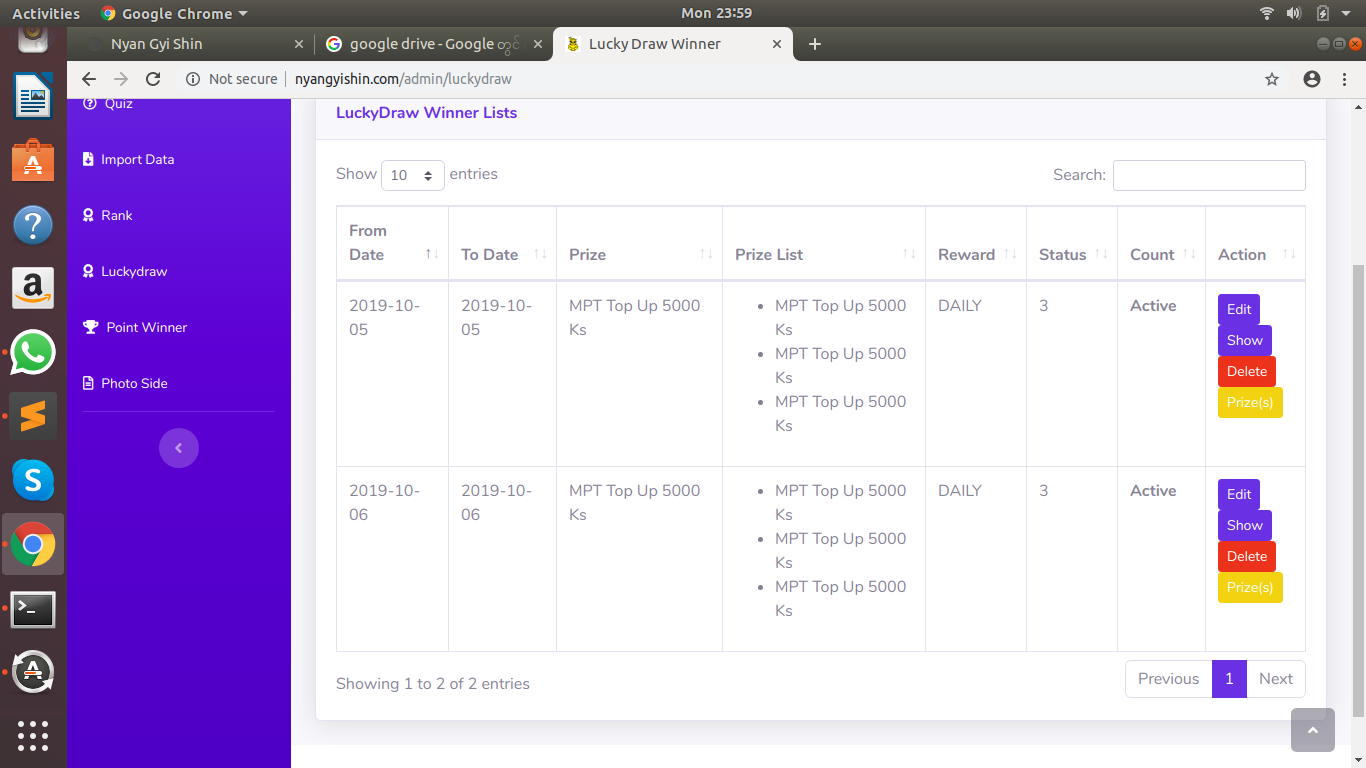 Activities Google Chrome Mon 23:59
Nyan Gyi Shin google drive - Google Lucky Draw Winner
Not secure nyangyishin.com/admin/luckydraw
Quiz
Import Data
Rank
Luckydraw
Point Winner
Photo Side
LuckyDraw Winner Lists
Show 10 entries Search:
From
Date To Date Prize Prize List Reward Status Count Action
2019-10- 2019-10- MPT Top Up 5000 MPT Top Up 5000 DAILY 3 Active Edit
05 05 Ks Ks Show
MPT Top Up 5000
Ks Delete
MPT Top Up 5000 Prize(s)
Ks
2019-10- 2019-10- MPT Top Up 5000 MPT Top Up 5000 DAILY 3 Active Edit
06 06 Ks Ks Show
MPT Top Up 5000
Ks Delete
MPT Top Up 5000 Prize(s)
Ks
Showing 1 to 2 of 2 entries Previous 1 Next